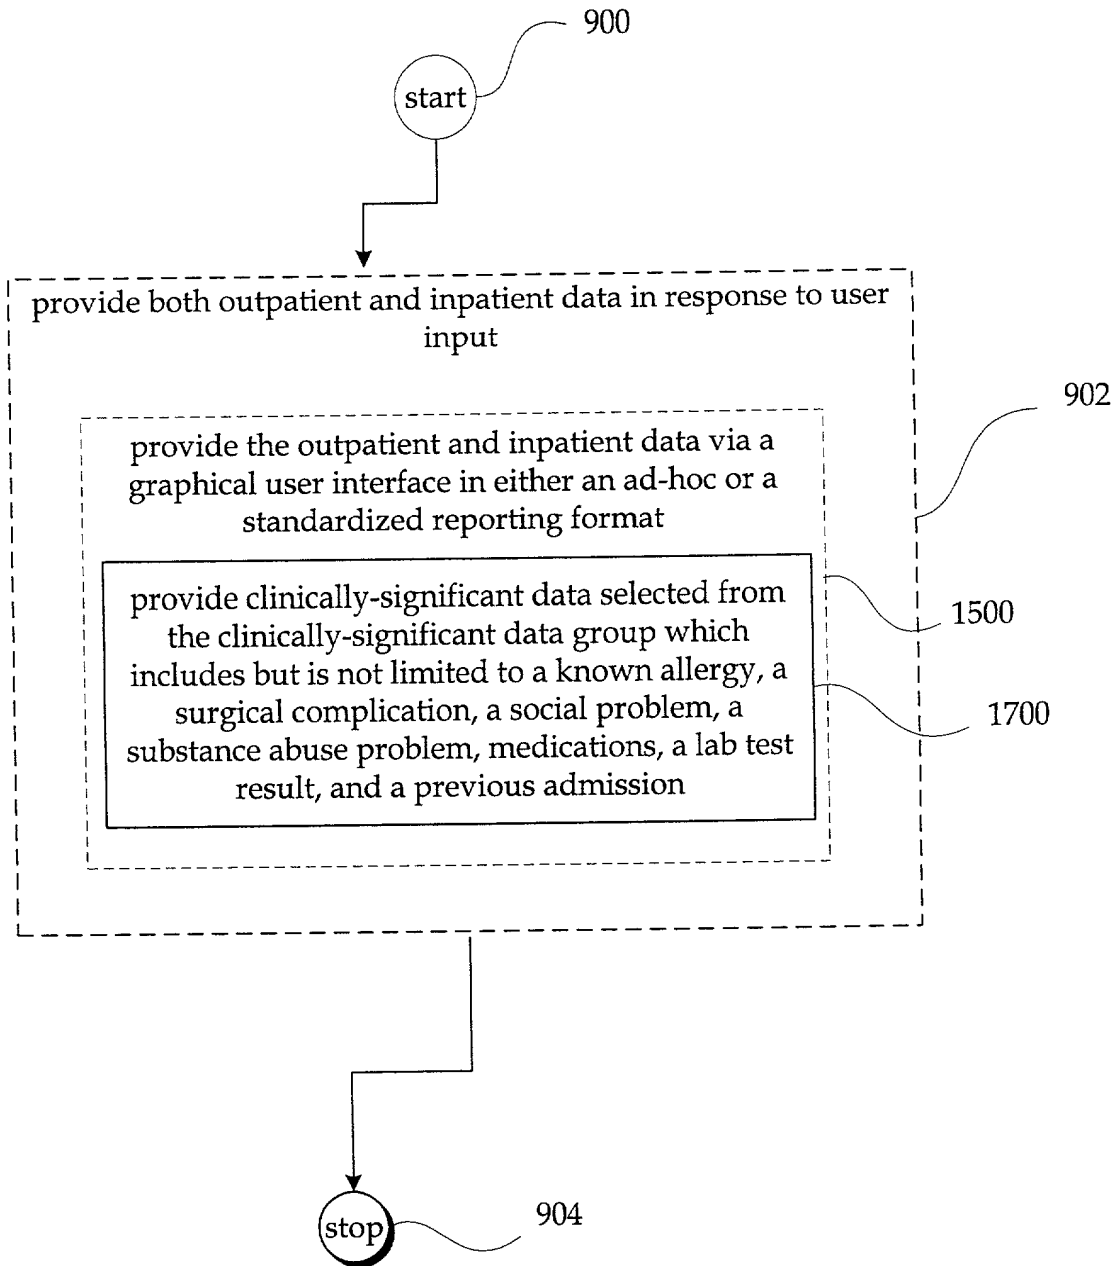 900
start
provide both outpatient and inpatient data in response to user
input
902
provide the outpatient and inpatient data via a
graphical user interface in either an ad-hoc or a
standardized reporting format
provide clinically-significant data selected from
the clinically-significant data group which
includes but is not limited to a known allergy, a
surgical complication, a social problem, a
substance abuse problem, medications, a lab test
result, and a previous admission
1500
1700
stop
904